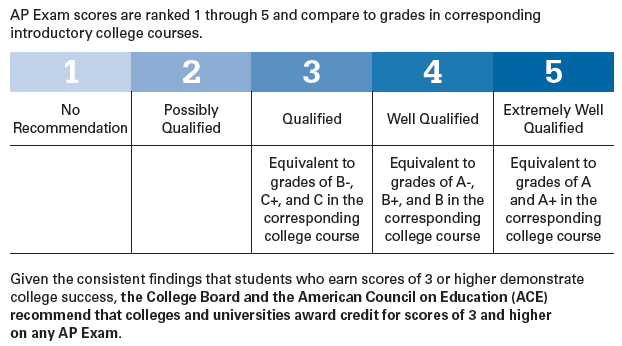 AP Exam scores are ranked 1 through 5 and compare to grades in corresponding
introductory college courses.
1 2 3 4 5
No Recommendation
Possibly Qualified
Qualified
Well Qualified
Extremely Well Qualified
Equivalent to
grades of B-,
C+, and C in the
corresponding
college course
Equivalent to
grades of A-,
B+, and B in the
corresponding
college course
Equivalent to
grades of A
and A+ in the
corresponding
college course
Given the consistent findings that students who earn scores of 3 or higher demonstrate
college success, the College Board and the American Council on Education (ACE)
recommend that colleges and universities award credit for scores of 3 and higher
on any AP Exam.